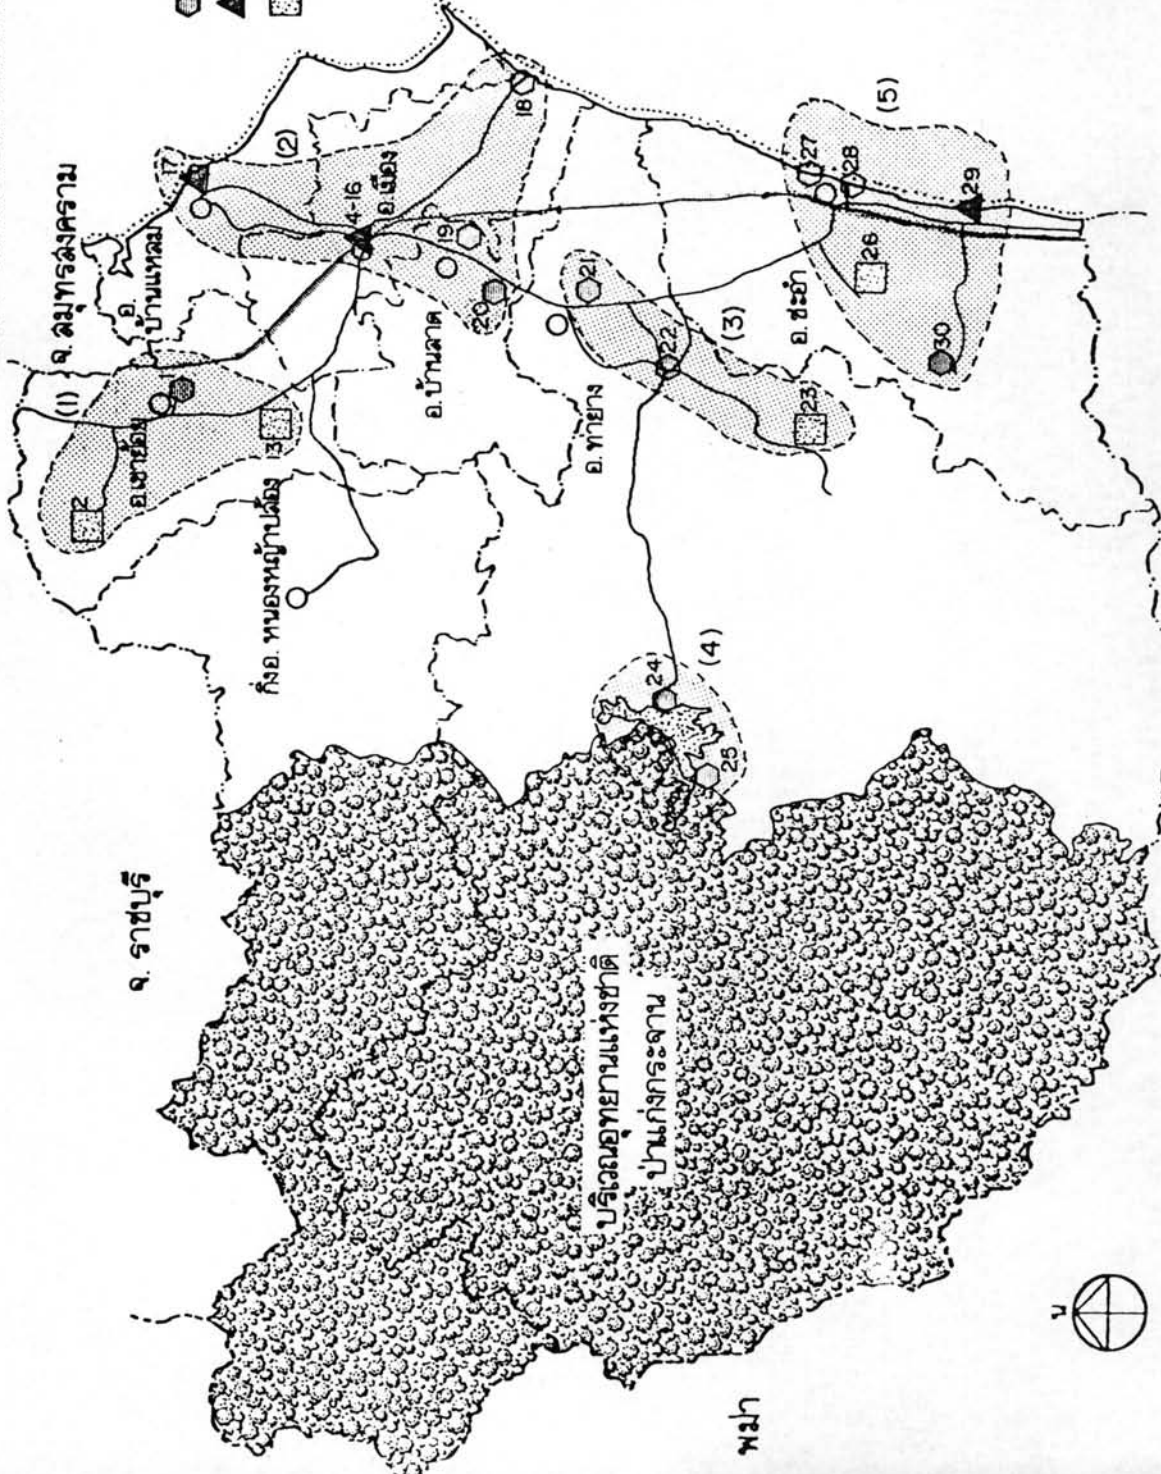 จ. สมุทรสงคราม
อ.
บ้านแหลม
(1)
1
2
3
อ.เขาย้อย
กิ่งอ. หนองหญ้าปล้อง
17
(2)
4-16
อ.เมือง
18
19
20
อ.บ้านลาด
21
22
(3)
23
อ. ท่ายาง
อ. ชะอำ
(5)
27
28
29
26
30
24
25
(4)
จ. ราชบุรี
บริเวณอุทยานแห่งชาติ
ป่าแก่งกระจาน
พม่า
น